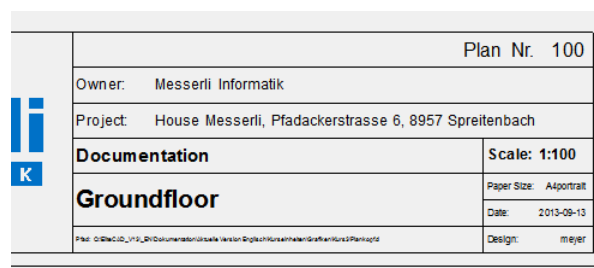 Plan Nr. 100
Owner: Messerli Informatik
Project: House Messerli, Pfadackerstrasse 6, 8957 Spreitenbach
li
K
Documentation
Scale: 1:100
Groundfloor
Paper Size: A4portrait
Date: 2013-09-13
Design: meyer